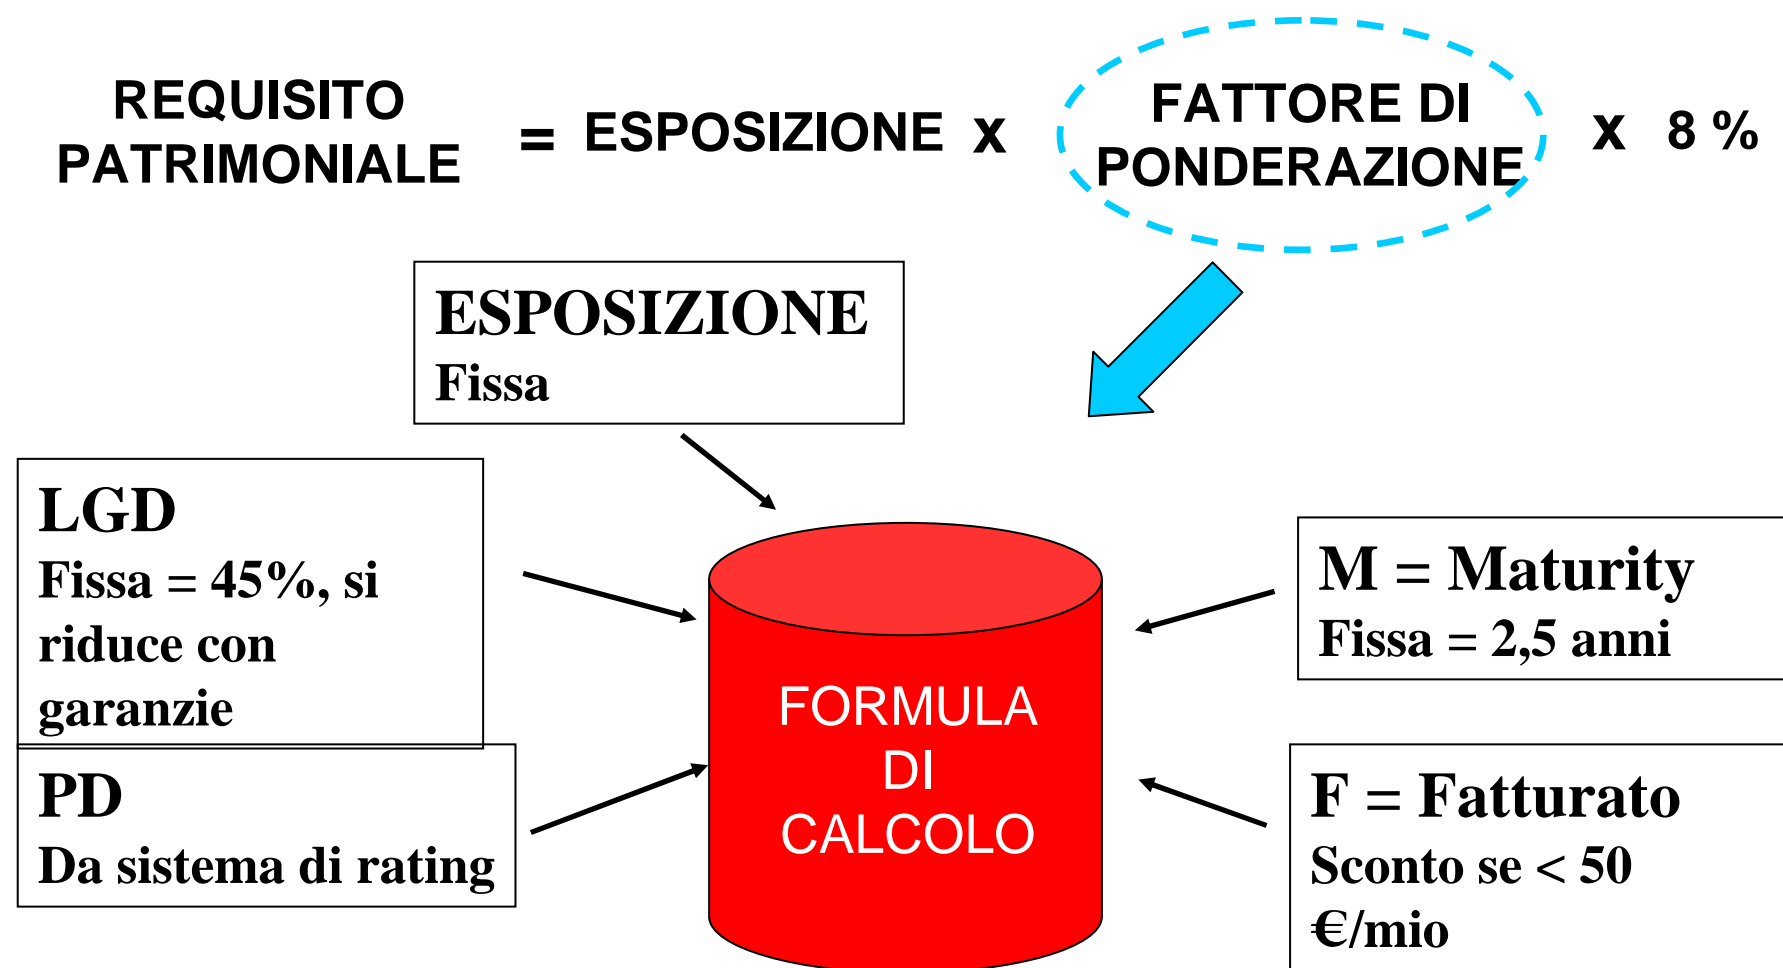 REQUISITO
PATRIMONIALE
= ESPOSIZIONE x
FATTORE DI
PONDERAZIONE
x 8 %
ESPOSIZIONE
Fissa
LGD
Fissa = 45%, si
riduce con
garanzie
PD
Da sistema di rating
FORMULA
DI
CALCOLO
M = Maturity
Fissa = 2,5 anni
F = Fatturato
Sconto se < 50
€/mio